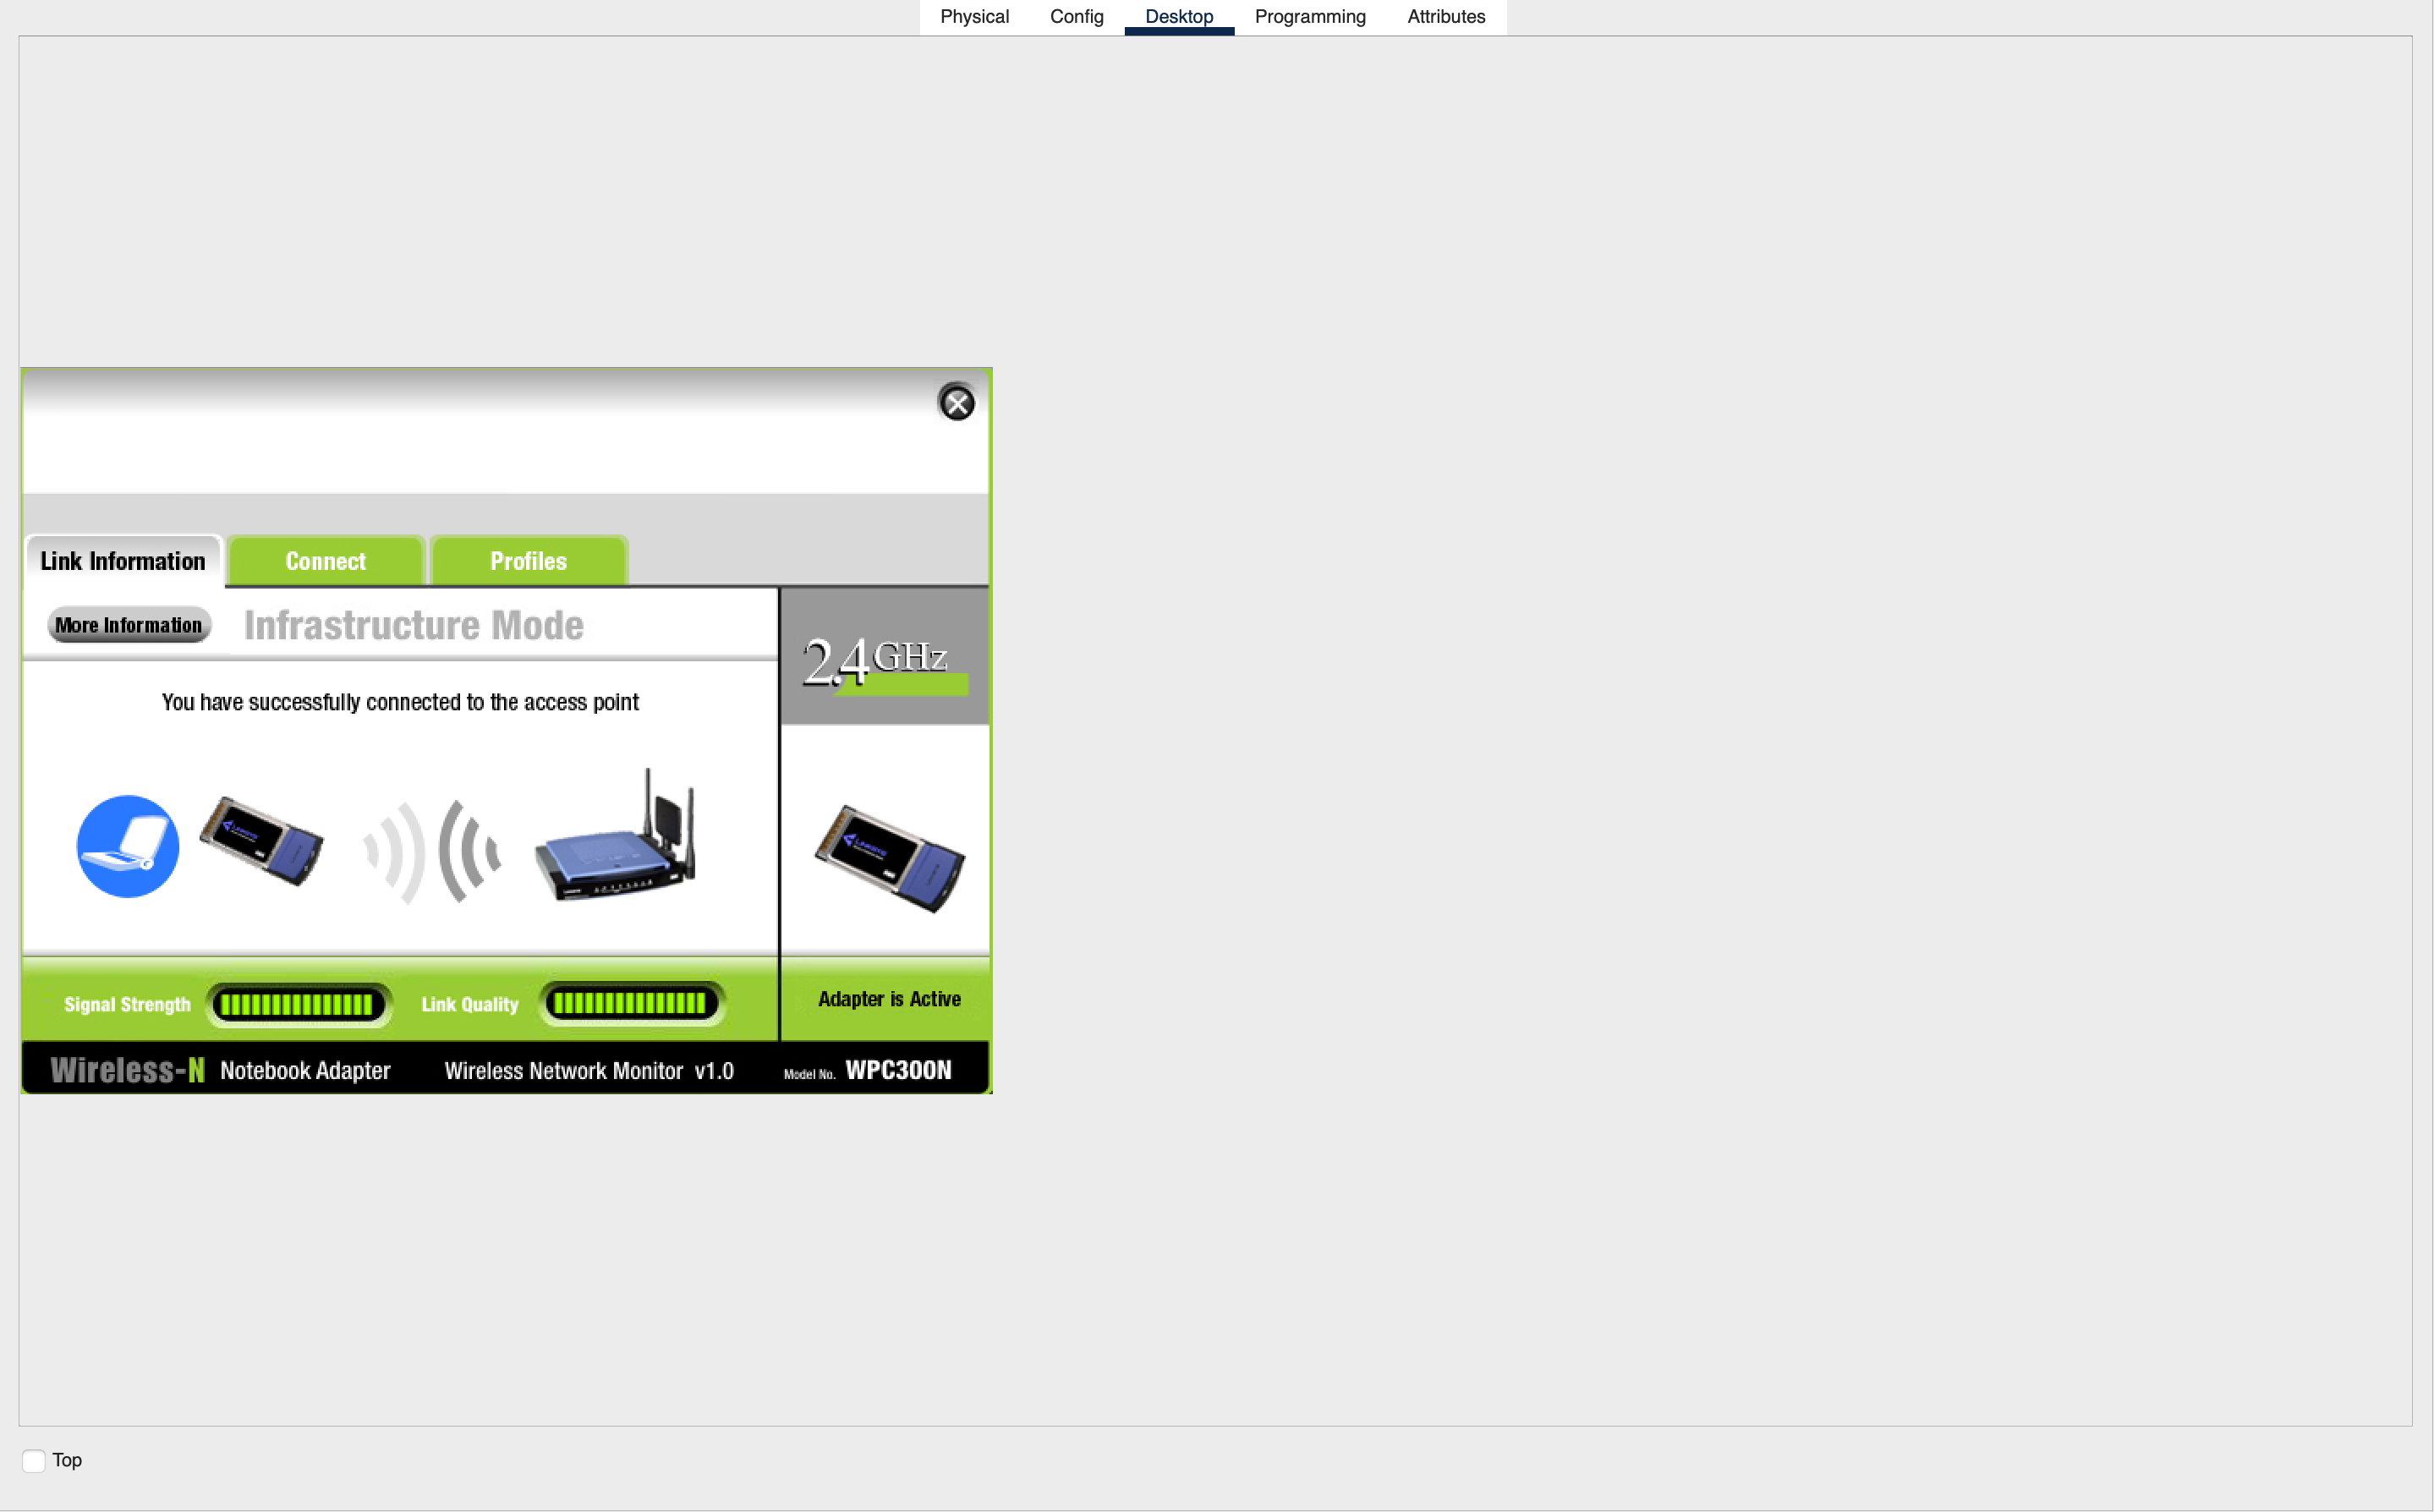 Physical Config Desktop Programming Attributes
Link Information Connect Profiles
More Information Infrastructure Mode
2.4GHz
You have successfully connected to the access point
Signal Strength Link Quality Adapter is Active
Wireless-N Notebook Adapter Wireless Network Monitor v1.0 Model No. WPC300N
Top